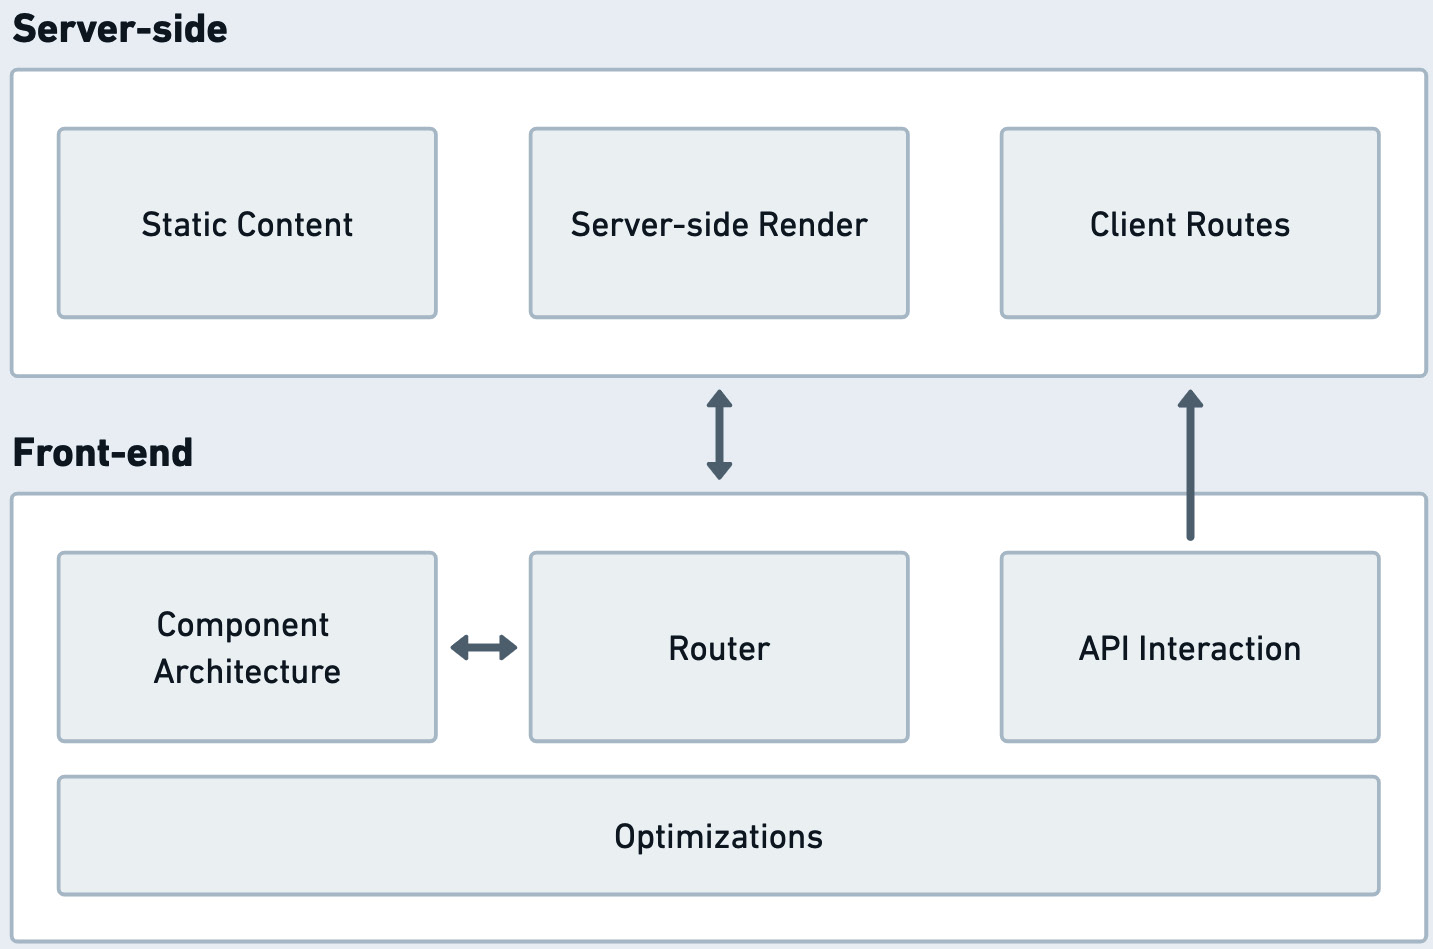 Server-side
Static Content
Server-side Render
Client Routes
Front-end
Component
Architecture
Router
API Interaction
Optimizations